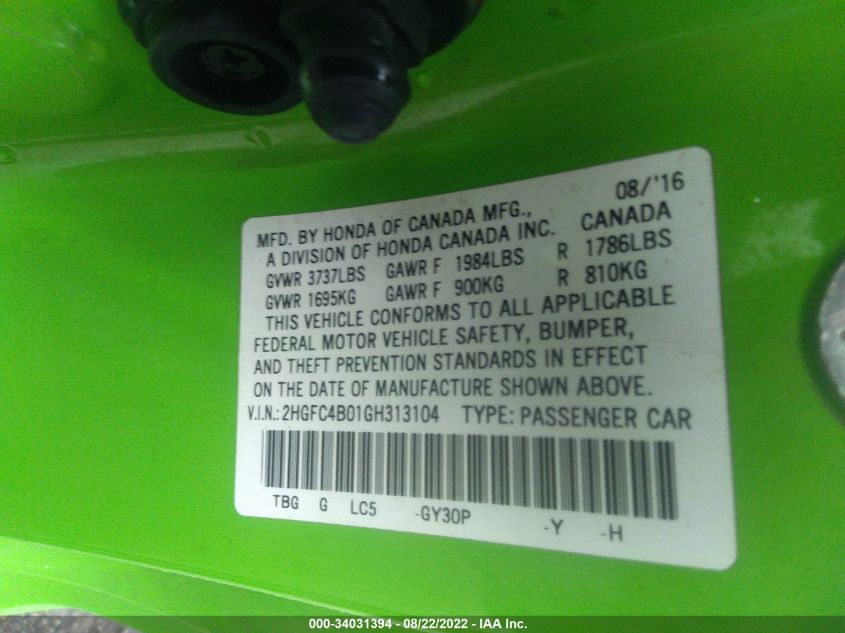 08/'16
MFD. BY HONDA OF CANADA MFG.,
A DIVISION OF HONDA CANADA INC. CANADA
GVWR 3737LBS GAWR F 1984LBS R 1786LBS
GVWR 1695KG GAWR F 900KG R 810KG
THIS VEHICLE CONFORMS TO ALL APPLICABLE
FEDERAL MOTOR VEHICLE SAFETY, BUMPER,
AND THEFT PREVENTION STANDARDS IN EFFECT
ON THE DATE OF MANUFACTURE SHOWN ABOVE.
V.I.N.: 2HGFC4B01GH313104 TYPE: PASSENGER CAR
TBG G LC5 -GY30P -Y -H
000-34031394 - 08/22/2022 - IAA Inc.